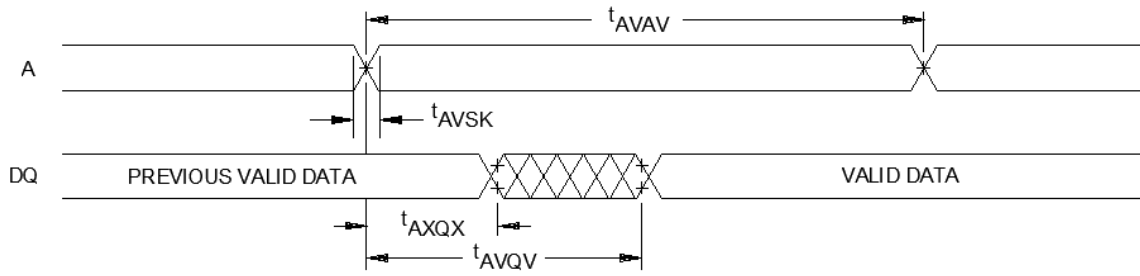 tAVAV
A
tAVSK
DQ PREVIOUS VALID DATA VALID DATA
tAXQX
tAVQV